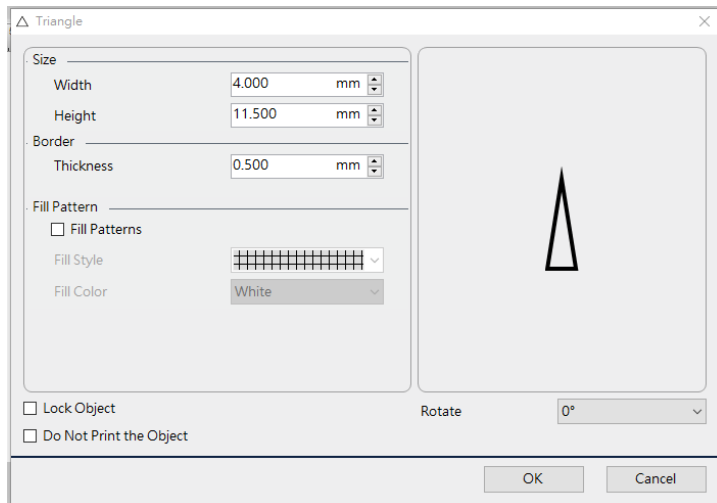 Triangle
Size
Width 4.000 mm
Height 11.500 mm
Border
Thickness 0.500 mm
Fill Pattern
Fill Patterns
Fill Style
Fill Color White
Lock Object
Rotate 0°
Do Not Print the Object
OK Cancel